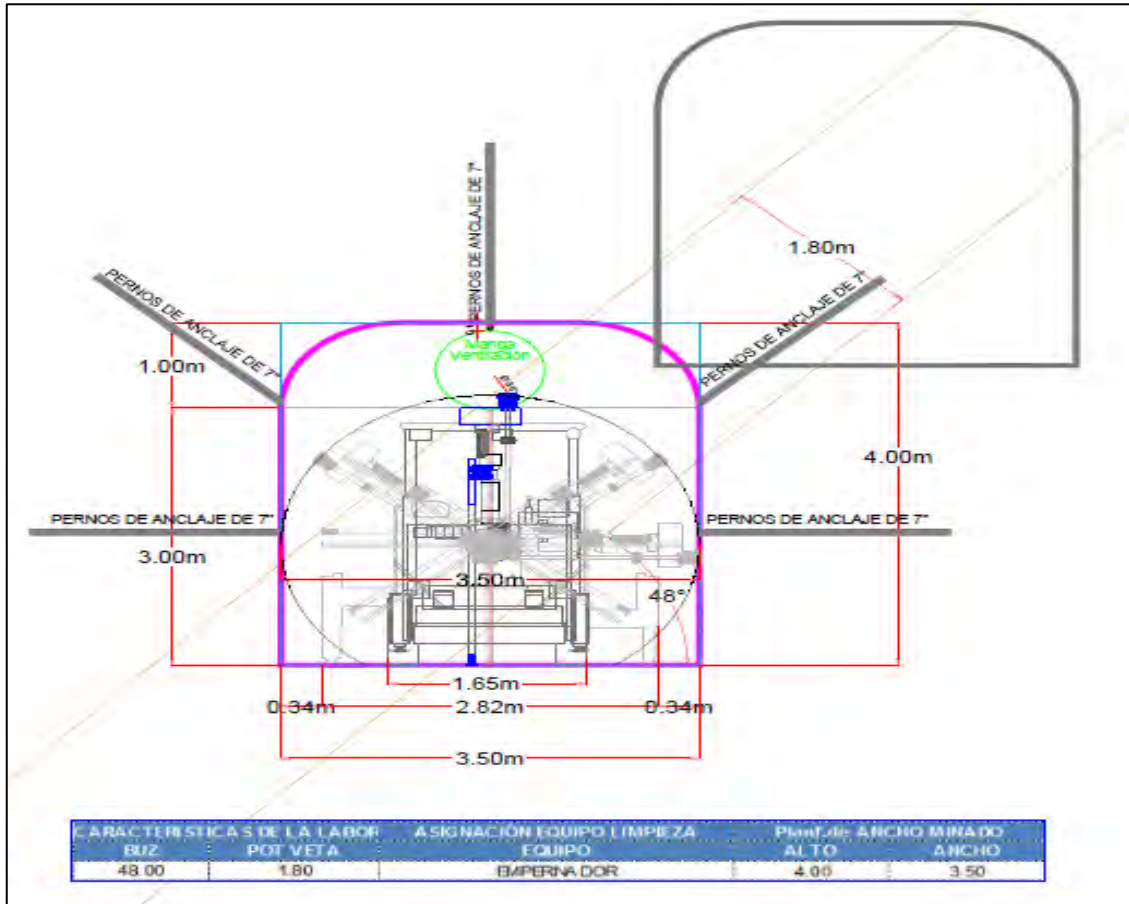 PERNOS DE ANCLAJE DE 7"
1.80m
PERNOS DE ANCLAJE DE 7"
PERNOS DE ANCLAJE DE 7"
Manga
Ventilación
1.00m
4.00m
PERNOS DE ANCLAJE DE 7"
PERNOS DE ANCLAJE DE 7"
3.00m
3.50m
48°
1.65m
0.34m
2.82m
0.34m
3.50m
CARACTERISTICAS DE LA LABOR ASIGNACIÓN EQUIPO LIMPIEZA Planf.de ANCHO MINADO
BUZ POT VETA EQUIPO ALTO ANCHO
48.00 1.80 EMPERNADOR 4.00 3.50